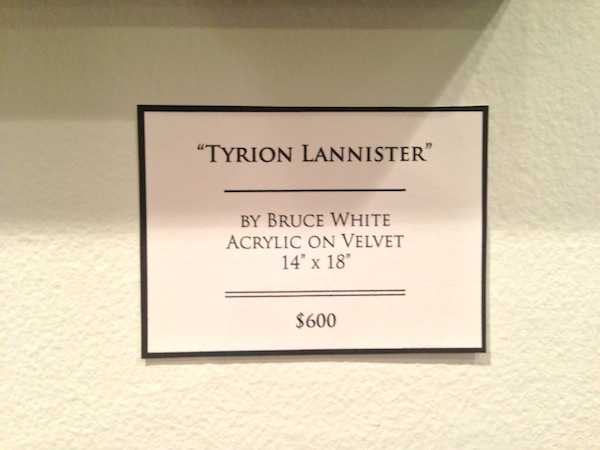 “Tyrion Lannister”
by Bruce White
Acrylic on Velvet
14” x 18”
$600